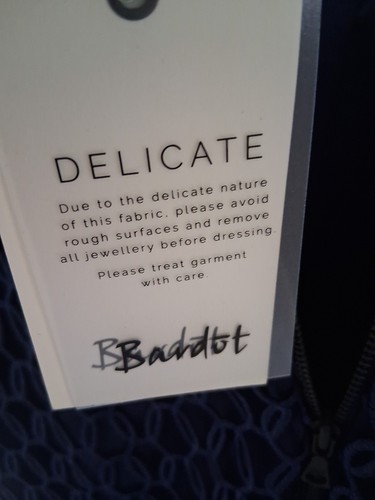 DELICATE
Due to the delicate nature
of this fabric, please avoid
rough surfaces and remove
all jewellery before dressing
Please treat garment
with care.